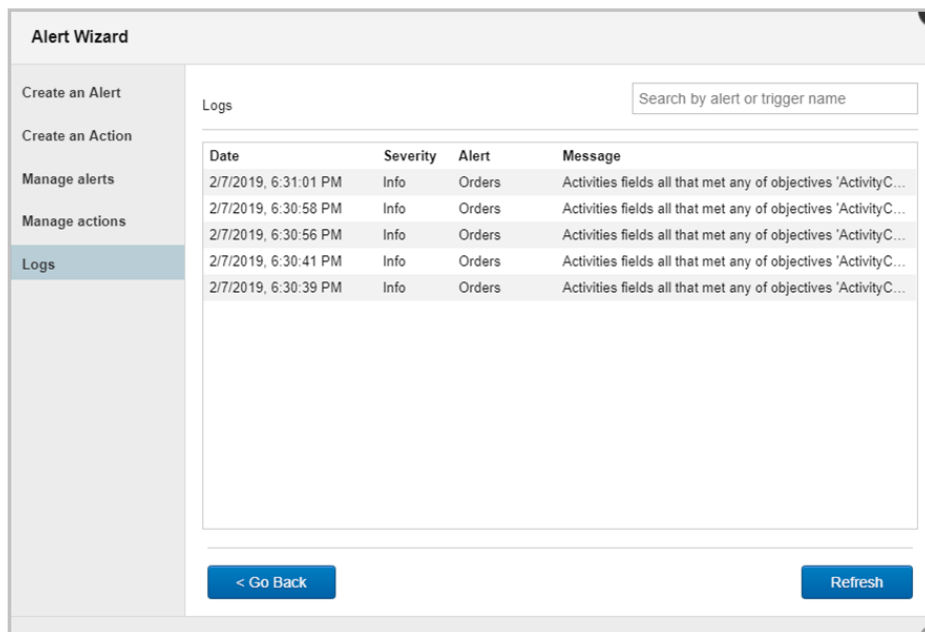 Alert Wizard
Create an Alert
Create an Action
Manage alerts
Manage actions
Logs
Logs
Search by alert or trigger name
Date Severity Alert Message
2/7/2019, 6:31:01 PM Info Orders Activities fields all that met any of objectives 'ActivityC...
2/7/2019, 6:30:58 PM Info Orders Activities fields all that met any of objectives 'ActivityC...
2/7/2019, 6:30:56 PM Info Orders Activities fields all that met any of objectives 'ActivityC...
2/7/2019, 6:30:41 PM Info Orders Activities fields all that met any of objectives 'ActivityC...
2/7/2019, 6:30:39 PM Info Orders Activities fields all that met any of objectives 'ActivityC...
< Go Back Refresh